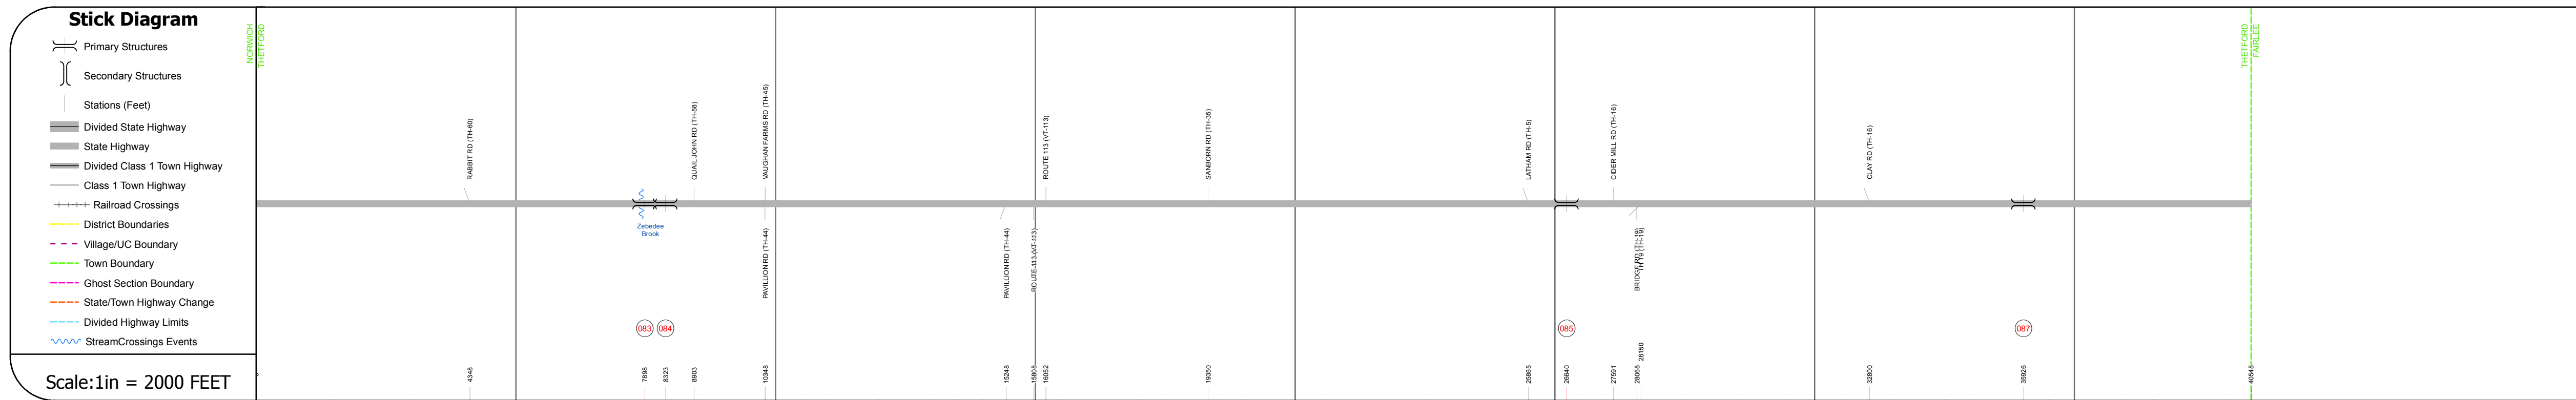 Stick Diagram
Primary Structures
Secondary Structures
Stations (Feet)
Divided State Highway
State Highway
Divided Class 1 Town Highway
Class 1 Town Highway
Railroad Crossings
District Boundaries
Village/UC Boundary
Town Boundary
Ghost Section Boundary
State/Town Highway Change
Divided Highway Limits
StreamCrossings Events
Scale:1in = 2000 FEET
NORWICH
THETFORD
THETFORD
FAIRLEE
RABBIT RD (TH-60)
QUAIL JOHN RD (TH-58)
VAUGHAN FARMS RD (TH-45)
ROUTE 113 (VT-113)
SANBORN RD (TH-35)
LATHAM RD (TH-5)
CIDER MILL RD (TH-16)
CLAY RD (TH-16)
Zebedee
Brook
PAVILLION RD (TH-44)
PAVILLION RD (TH-44)
ROUTE 113 (VT-113)
BRIDGE RD (TH-19)
TH 19 (TH-19)
083
084
085
087
4348
7898
8323
8903
10348
15248
15808
16052
19350
25865
26640
27591
28068
28150
32800
35926
40548